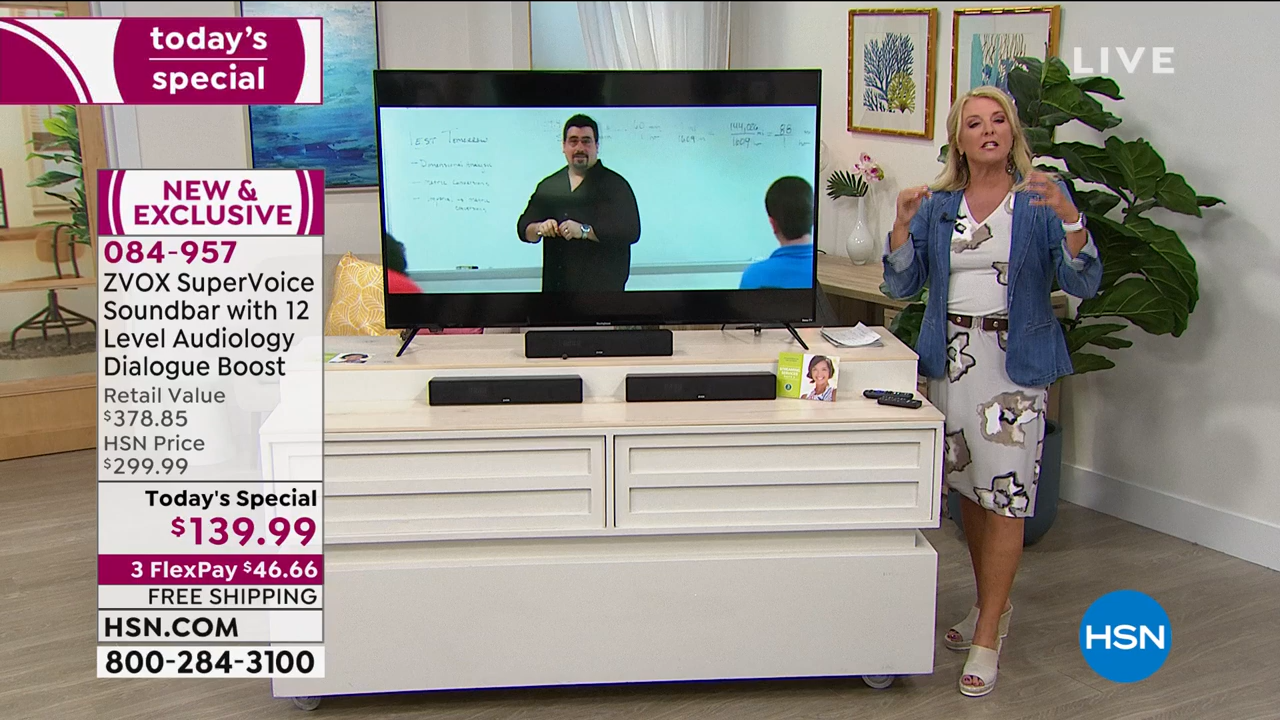 today's
special
NEW &
EXCLUSIVE
084-957
ZVOX SuperVoice
Soundbar with 12
Level Audiology
Dialogue Boost
Retail Value
$378.85
HSN Price
$299.99
Today's Special
$139.99
3 FlexPay $46.66
FREE SHIPPING
HSN.COM
800-284-3100
LIVE
Test Tomorrow
HSN